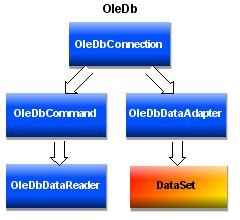 OleDb
OleDbConnection
OleDbCommand
OleDbDataAdapter
OleDbDataReader
DataSet